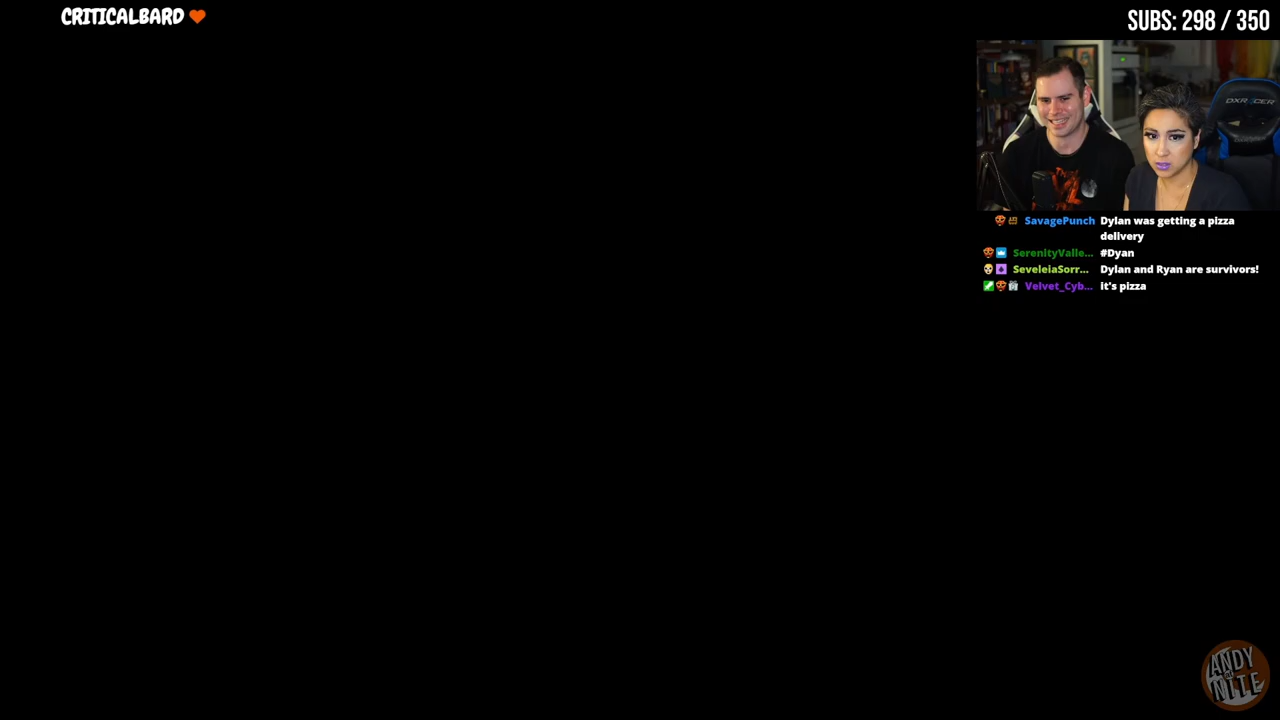 CRITICALBARD
SUBS: 298 / 350
DXRACER
SavagePunch Dylan was getting a pizza
delivery
SerenityValle... #Dyan
SeveleiaSorr... Dylan and Ryan are survivors!
Velvet_Cyb... it's pizza
ANDY
NITE